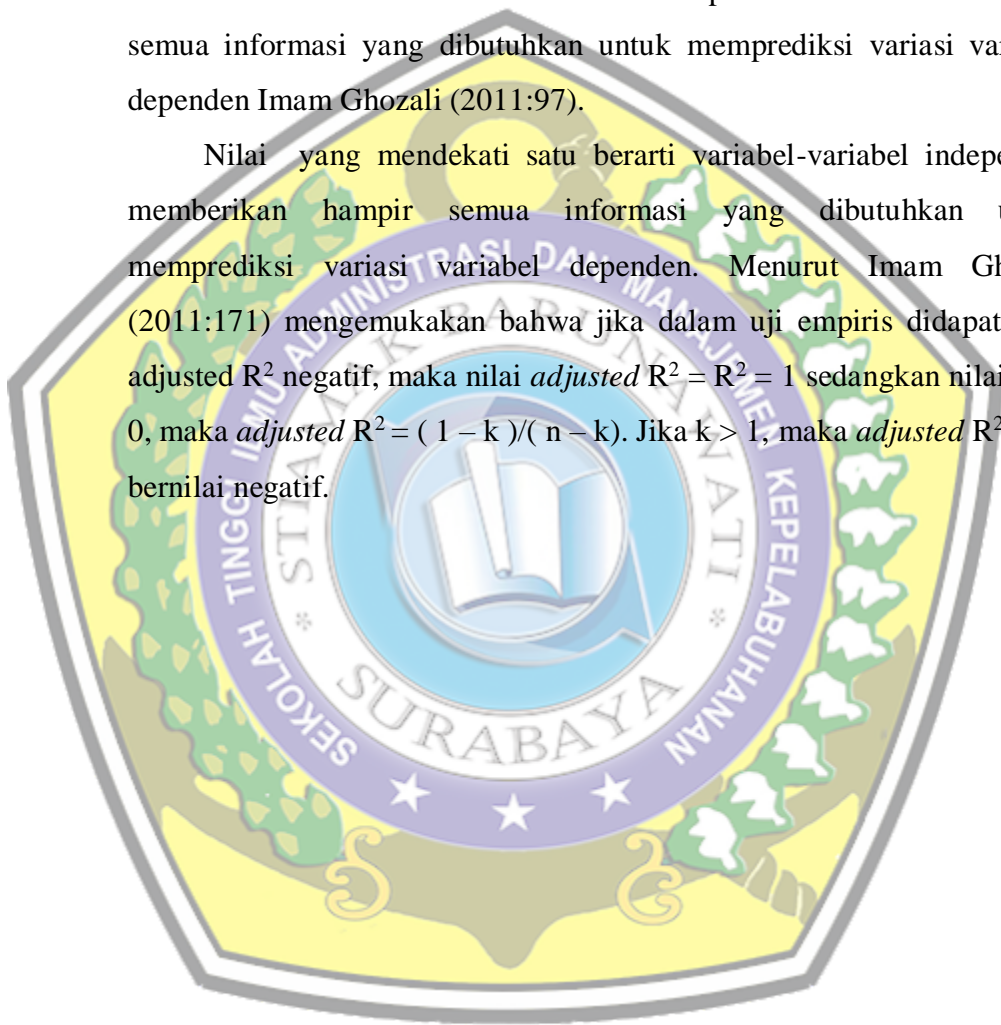 semua informasi yang dibutuhkan untuk memprediksi variasi var
dependen Imam Ghozali (2011:97).
Nilai yang mendekati satu berarti variabel-variabel indepe
memberikan hampir semua informasi yang dibutuhkan u
memprediksi variasi variabel dependen. Menurut Imam Gh
(2011:171) mengemukakan bahwa jika dalam uji empiris didapat
adjusted R² negatif, maka nilai adjusted R² = R² = 1 sedangkan nilai
0, maka adjusted R² = ( 1 – k )/( n – k). Jika k > 1, maka adjusted R²
bernilai negatif.
SEKOLAH TINGGI IMU ADMINISTRASI DAN MANAJMEN KEPELABUHANAN
STIAMAK BARUNAWATI
* SURABAYA *